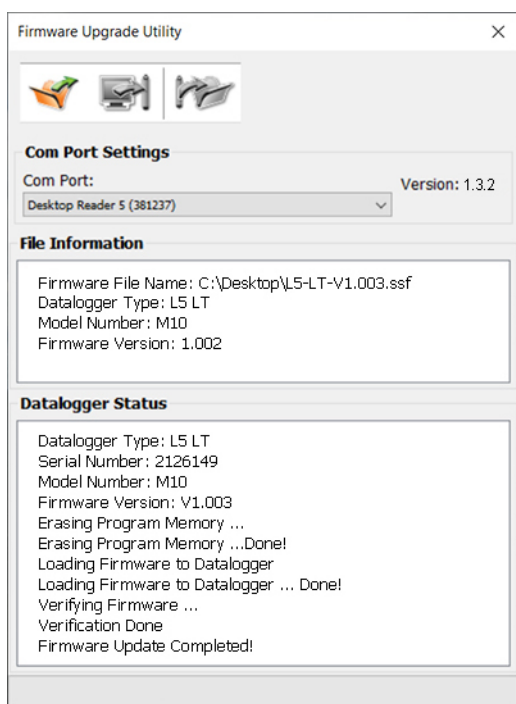 Firmware Upgrade Utility
Com Port Settings
Com Port:
Version: 1.3.2
Desktop Reader 5 (381237)
File Information
Firmware File Name: C:\Desktop\L5-LT-V1.003.ssf
Datalogger Type: L5 LT
Model Number: M10
Firmware Version: 1.002
Datalogger Status
Datalogger Type: L5 LT
Serial Number: 2126149
Model Number: M10
Firmware Version: V1.003
Erasing Program Memory ...
Erasing Program Memory ...Done!
Loading Firmware to Datalogger
Loading Firmware to Datalogger ... Done!
Verifying Firmware ...
Verification Done
Firmware Update Completed!